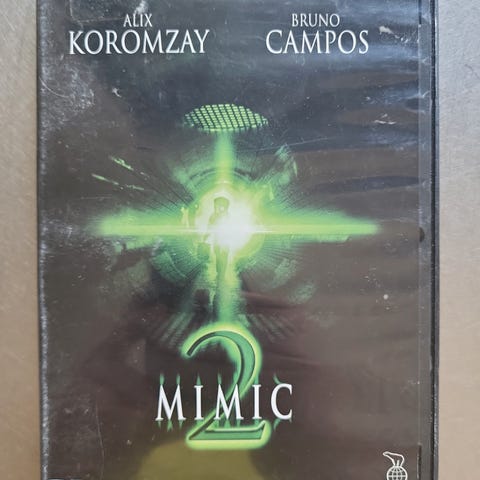 ALIX BRUNO
KOROMZAY CAMPOS
2
MIMIC